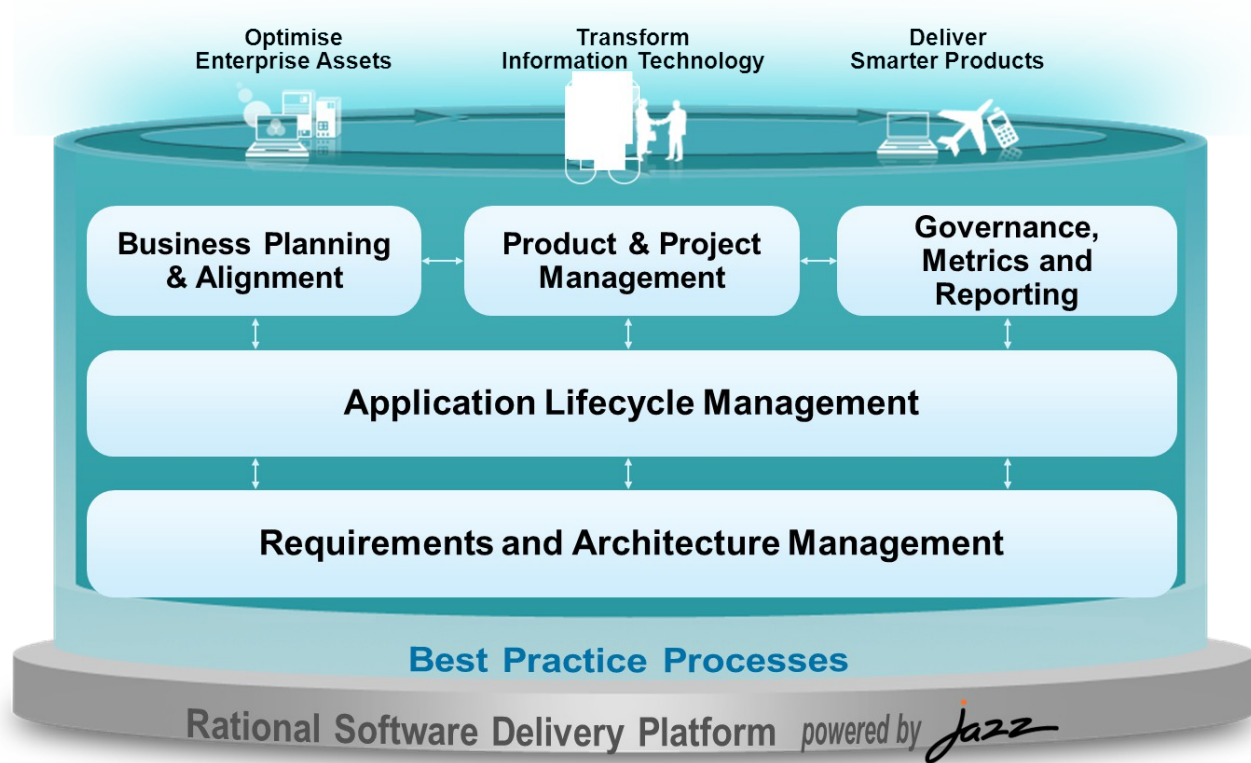 Optimise
Enterprise Assets
Transform
Information Technology
Deliver
Smarter Products
Business Planning
& Alignment
Product & Project
Management
Governance,
Metrics and
Reporting
Application Lifecycle Management
Requirements and Architecture Management
Best Practice Processes
Rational Software Delivery Platform powered by jazz